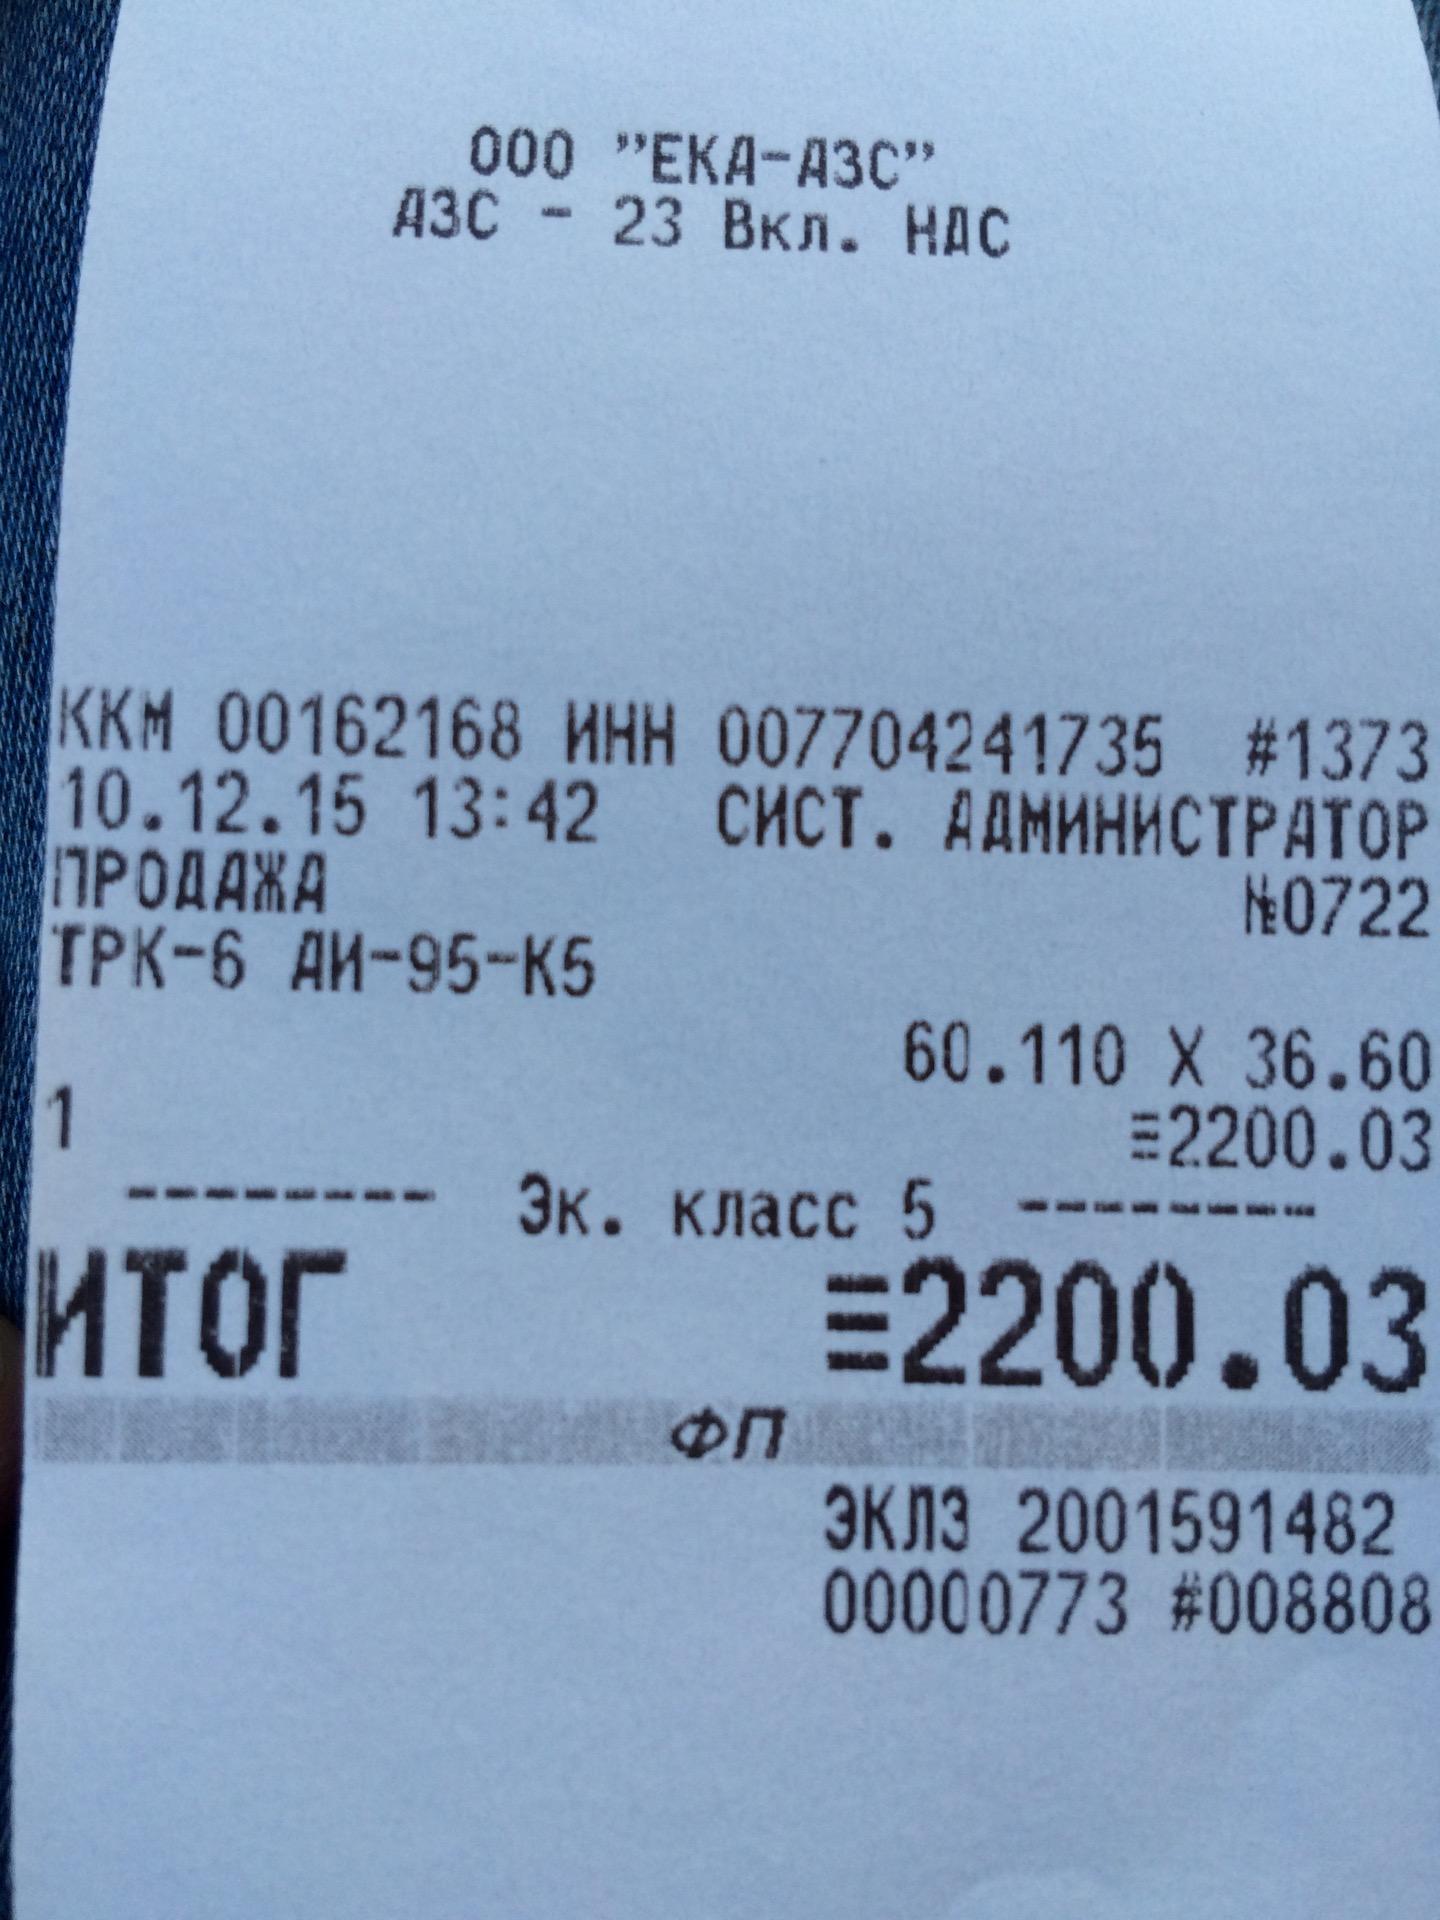 ООО "ЕКА-АЗС"
АЗС - 23 Вкл. НДС
ККМ 00162168 ИНН 007704241735 #1373
10.12.15 13:42 СИСТ. АДМИНИСТРАТОР
ПРОДАЖА №0722
ТРК-6 АИ-95-К5
60.110 X 36.60
1 ≡2200.03
--------- Эк. класс 5 ---------
ИТОГ ≡2200.03
ФП
ЭКЛЗ 2001591482
00000773 #008808